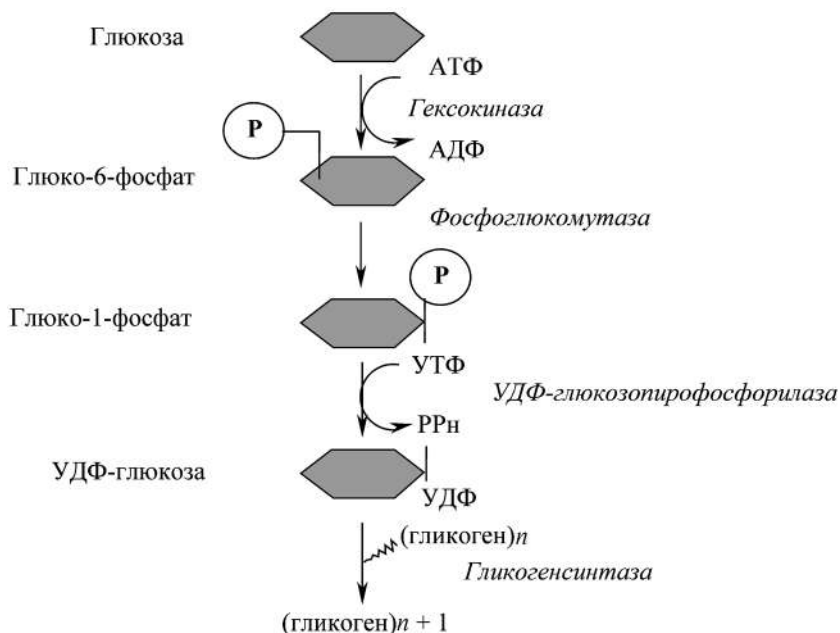 Глюкоза
АТФ
Гексокиназа
P
АДФ
Глюко-6-фосфат
Фосфоглюкомутаза
P
Глюко-1-фосфат
УТФ
УДФ-глюкозопирофосфорилаза
PPн
УДФ-глюкоза
УДФ
(гликоген)n
Гликогенсинтаза
(гликоген)n + 1